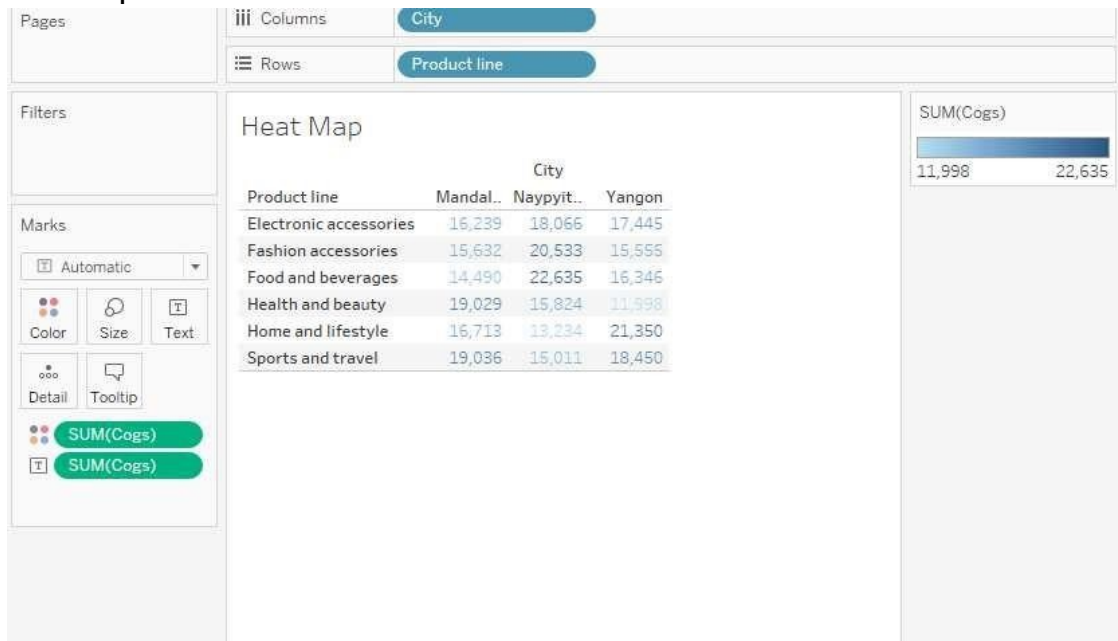 Pages
iii Columns City
Rows Product line
Filters
Heat Map
SUM(Cogs)
11,998 22,635
City
Product line Mandal.. Naypyit.. Yangon
Electronic accessories 16,239 18,066 17,445
Fashion accessories 15,632 20,533 15,555
Food and beverages 14,490 22,635 16,346
Health and beauty 19,029 15,824 11,998
Home and lifestyle 16,713 13,234 21,350
Sports and travel 19,036 15,011 18,450
Marks
T Automatic
T
Color Size Text
Detail Tooltip
SUM(Cogs)
T SUM(Cogs)